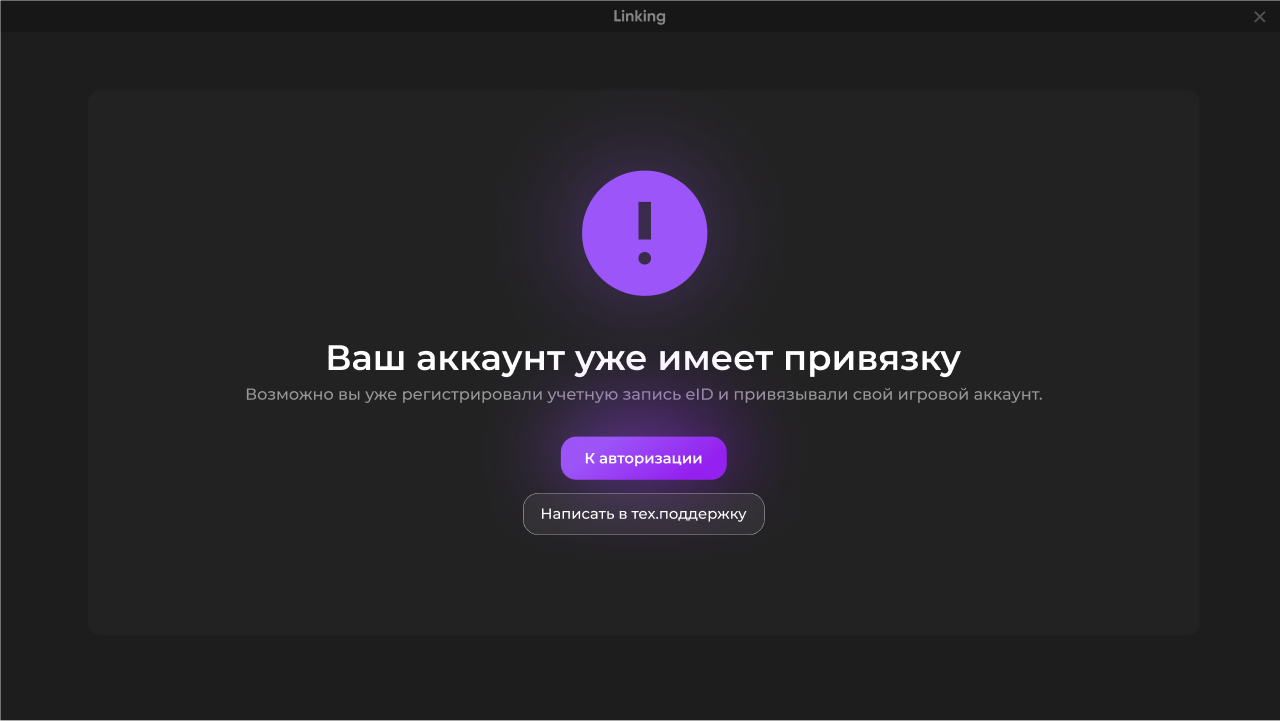 Linking
Ваш аккаунт уже имеет привязку
Возможно вы уже регистрировали учетную запись eID и привязывали свой игровой аккаунт.
К авторизации
Написать в тех.поддержку